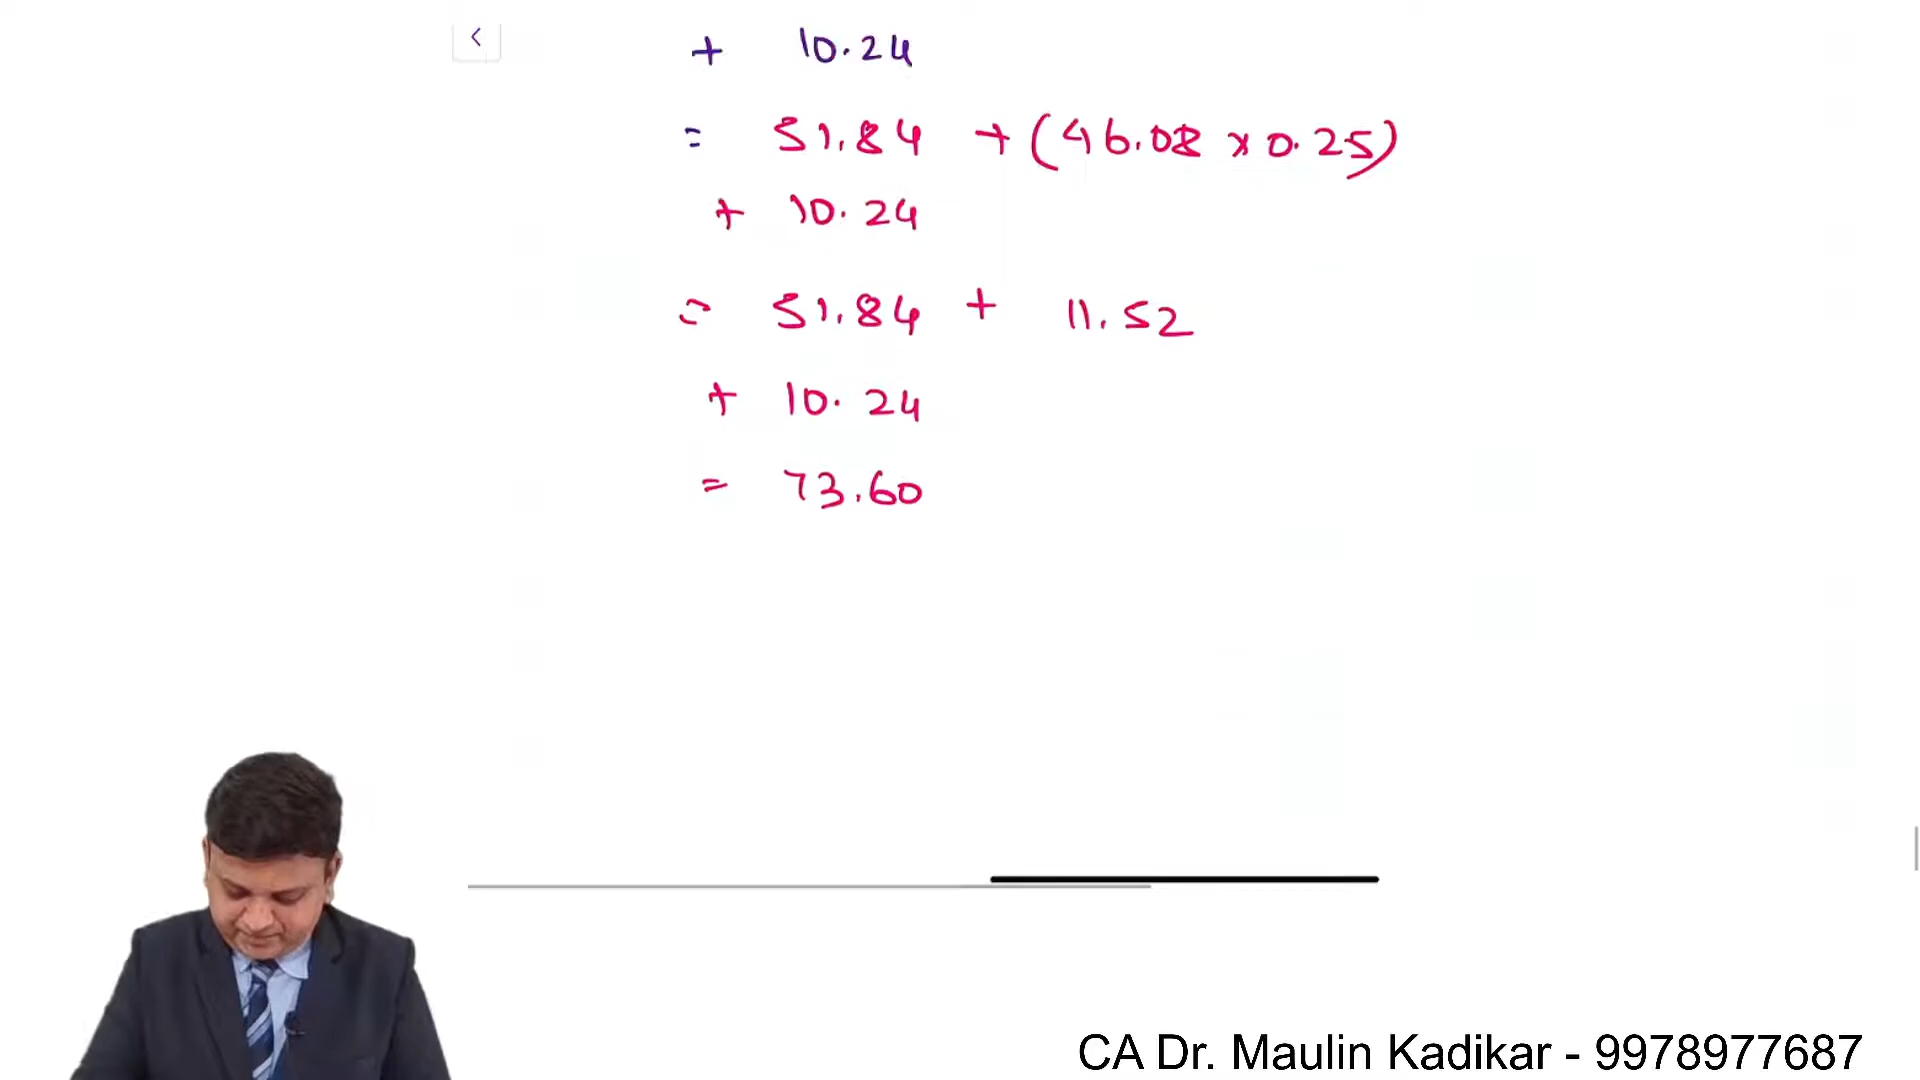 + 10.24
= 51.84 + (46.08 x 0.25)
+ 10.24
= 51.84 + 11.52
+ 10.24
= 73.60
CA Dr. Maulin Kadikar - 9978977687